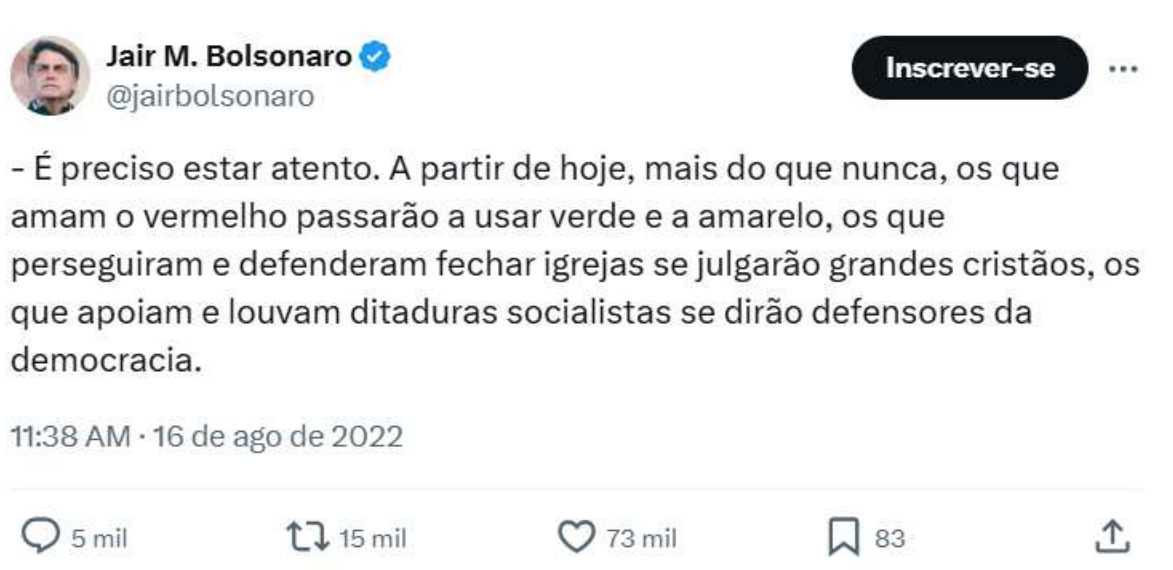 Jair M. Bolsonaro
@jairbolsonaro
Inscrever-se
- É preciso estar atento. A partir de hoje, mais do que nunca, os que
amam o vermelho passarão a usar verde e a amarelo, os que
perseguiram e defenderam fechar igrejas se julgarão grandes cristãos, os
que apoiam e louvam ditaduras socialistas se dirão defensores da
democracia.
11:38 AM · 16 de ago de 2022
5 mil 15 mil 73 mil 83